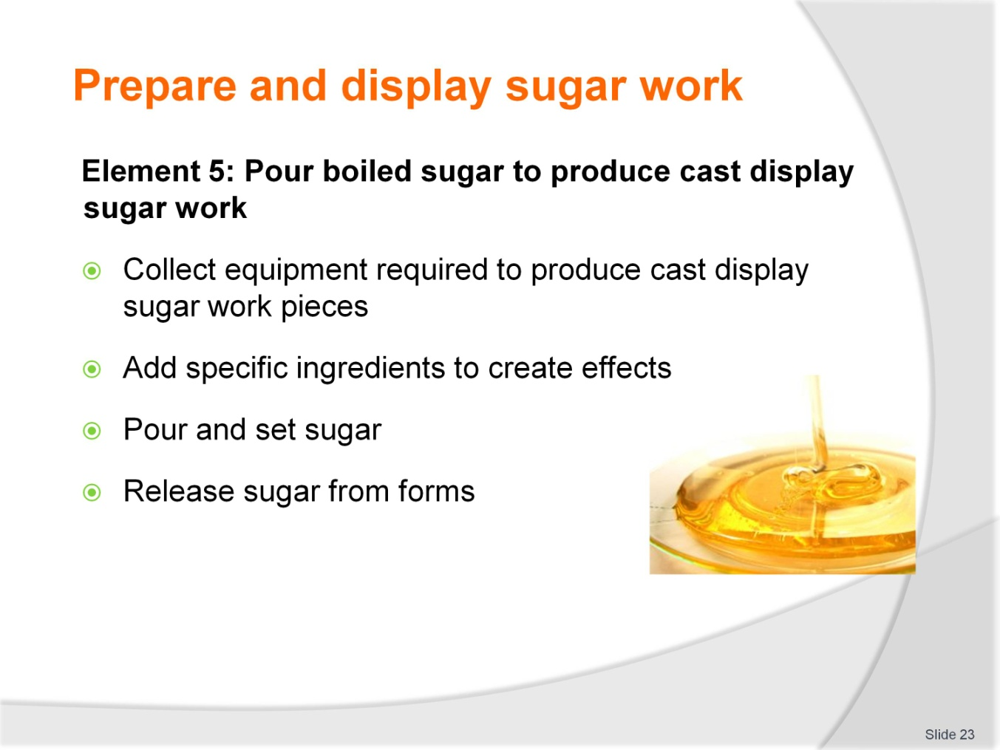 Prepare and display sugar work
Element 5: Pour boiled sugar to produce cast display
sugar work
Collect equipment required to produce cast display
sugar work pieces
Add specific ingredients to create effects
Pour and set sugar
Release sugar from forms
Slide 23